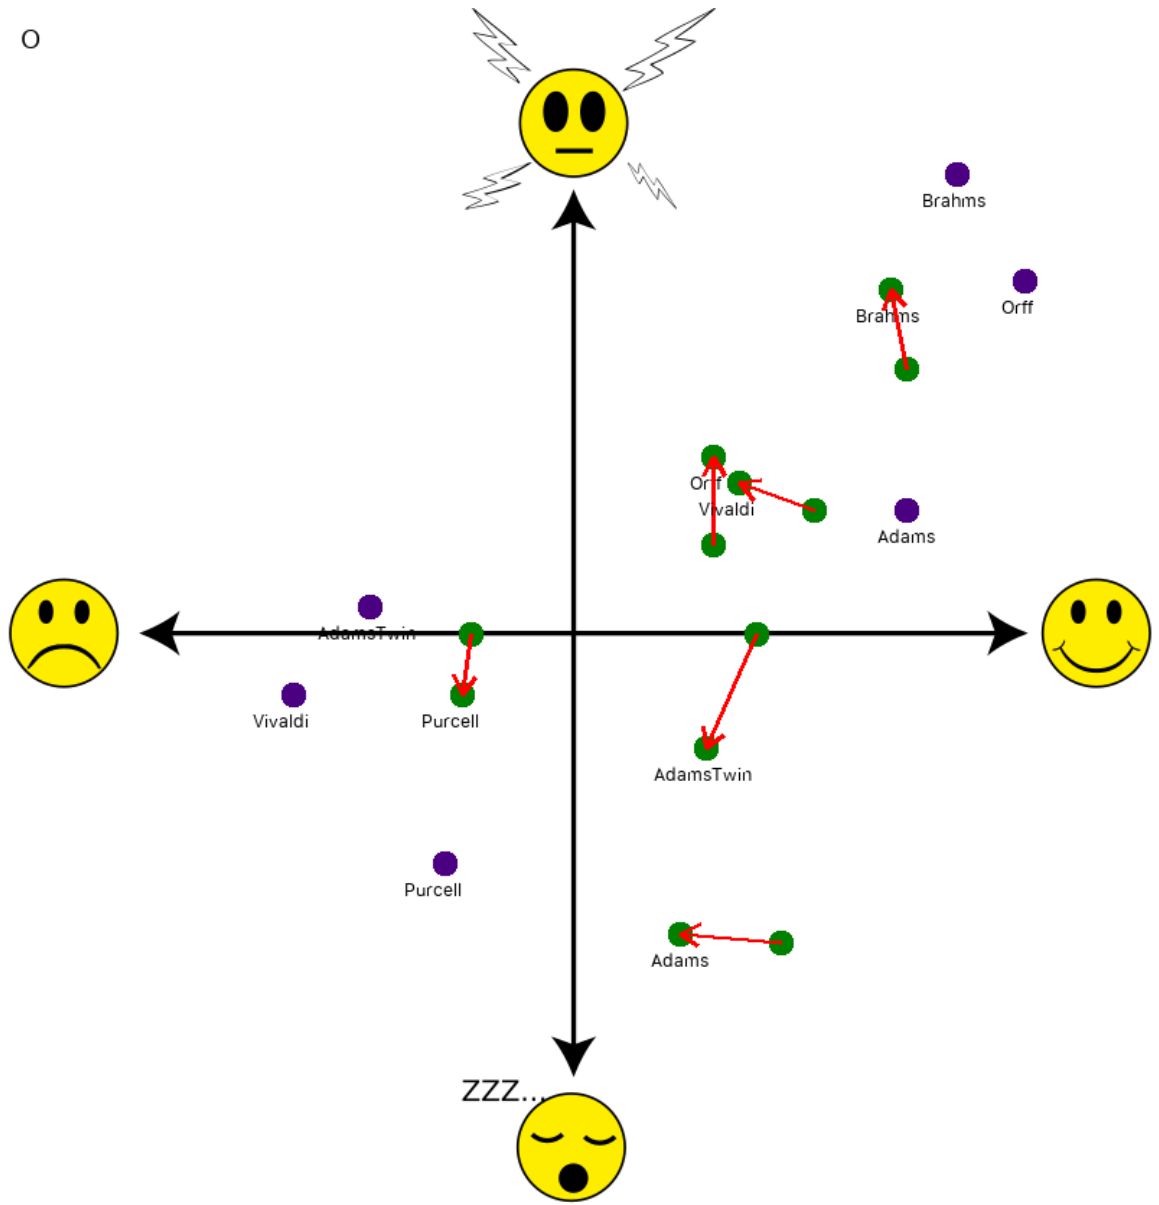 O
Brahms
Orff
Brahms
Orff
Vivaldi
Adams
AdamsTwin
Vivaldi
Purcell
AdamsTwin
Purcell
Adams
ZZZ...